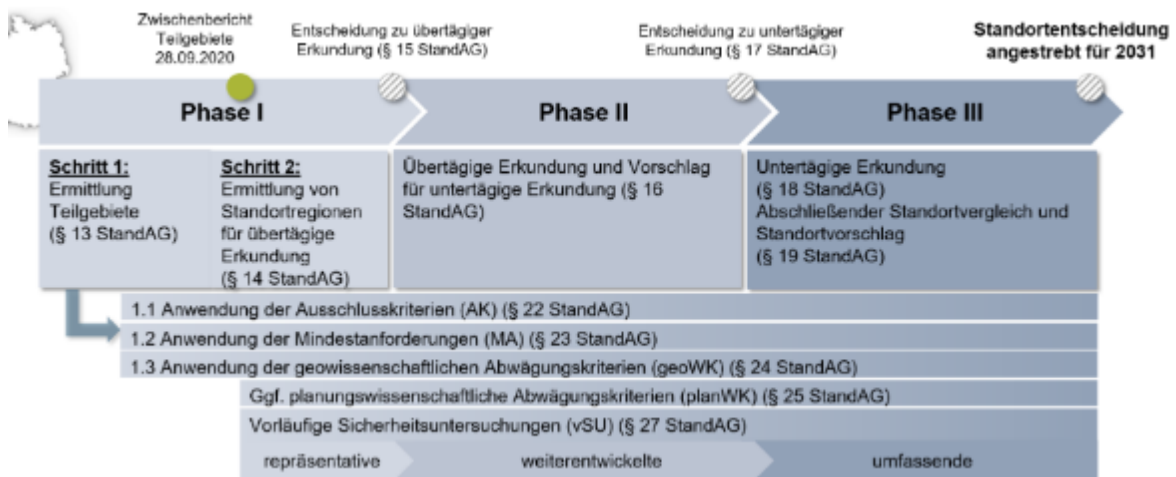 Zwischenbericht
Teilgebiete
28.09.2020
Entscheidung zu übertägiger
Erkundung (§ 15 StandAG)
Entscheidung zu untertägiger
Erkundung (§ 17 StandAG)
Standortentscheidung
angestrebt für 2031
Phase I
Phase II
Phase III
Schritt 1:
Ermittlung
Teilgebiete
(§ 13 StandAG)
Schritt 2:
Ermittlung von
Standortregionen
für übertägige
Erkundung
(§ 14 StandAG)
Übertägige Erkundung und Vorschlag
für untertägige Erkundung (§ 16
StandAG)
Untertägige Erkundung
(§ 18 StandAG)
Abschließender Standortvergleich und
Standortvorschlag
(§ 19 StandAG)
1.1 Anwendung der Ausschlusskriterien (AK) (§ 22 StandAG)
1.2 Anwendung der Mindestanforderungen (MA) (§ 23 StandAG)
1.3 Anwendung der geowissenschaftlichen Abwägungskriterien (geoWK) (§ 24 StandAG)
Ggf. planungswissenschaftliche Abwägungskriterien (planWK) (§ 25 StandAG)
Vorläufige Sicherheitsuntersuchungen (vSU) (§ 27 StandAG)
repräsentative
weiterentwickelte
umfassende